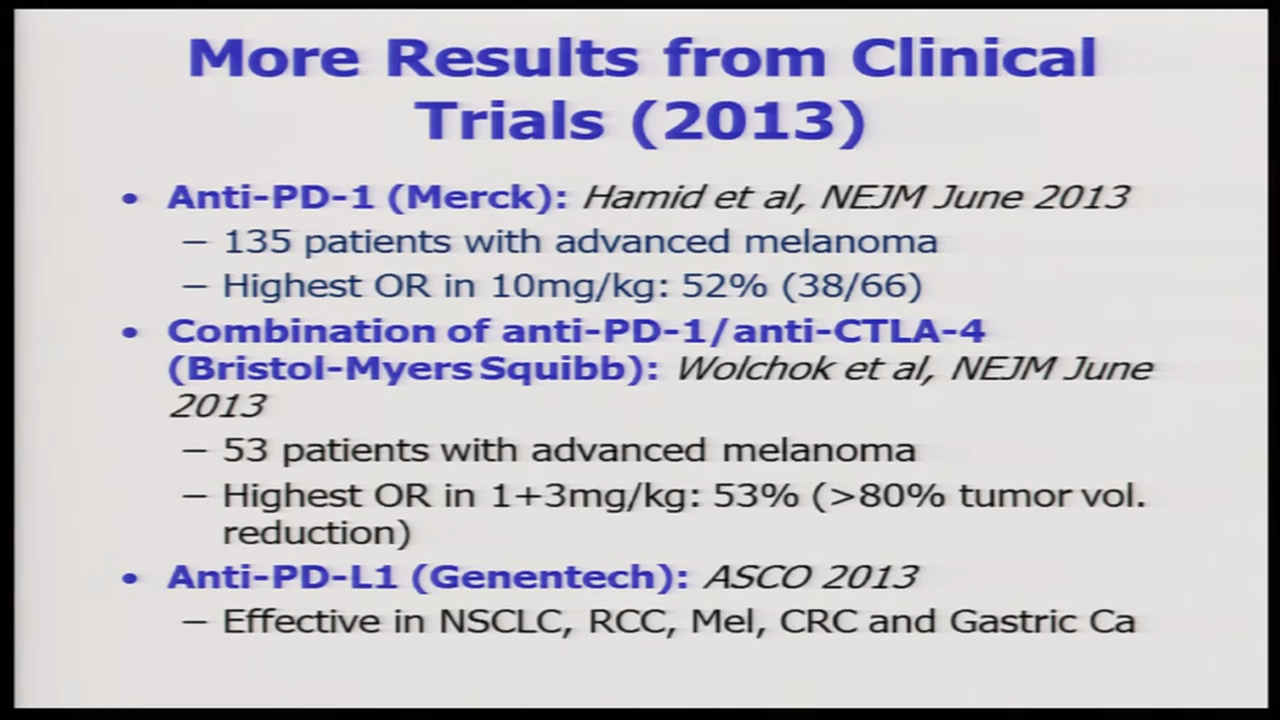 More Results from Clinical
Trials (2013)
• Anti-PD-1 (Merck): Hamid et al, NEJM June 2013
– 135 patients with advanced melanoma
– Highest OR in 10mg/kg: 52% (38/66)
• Combination of anti-PD-1/anti-CTLA-4
(Bristol-Myers Squibb): Wolchok et al, NEJM June
2013
– 53 patients with advanced melanoma
– Highest OR in 1+3mg/kg: 53% (>80% tumor vol.
reduction)
• Anti-PD-L1 (Genentech): ASCO 2013
– Effective in NSCLC, RCC, Mel, CRC and Gastric Ca